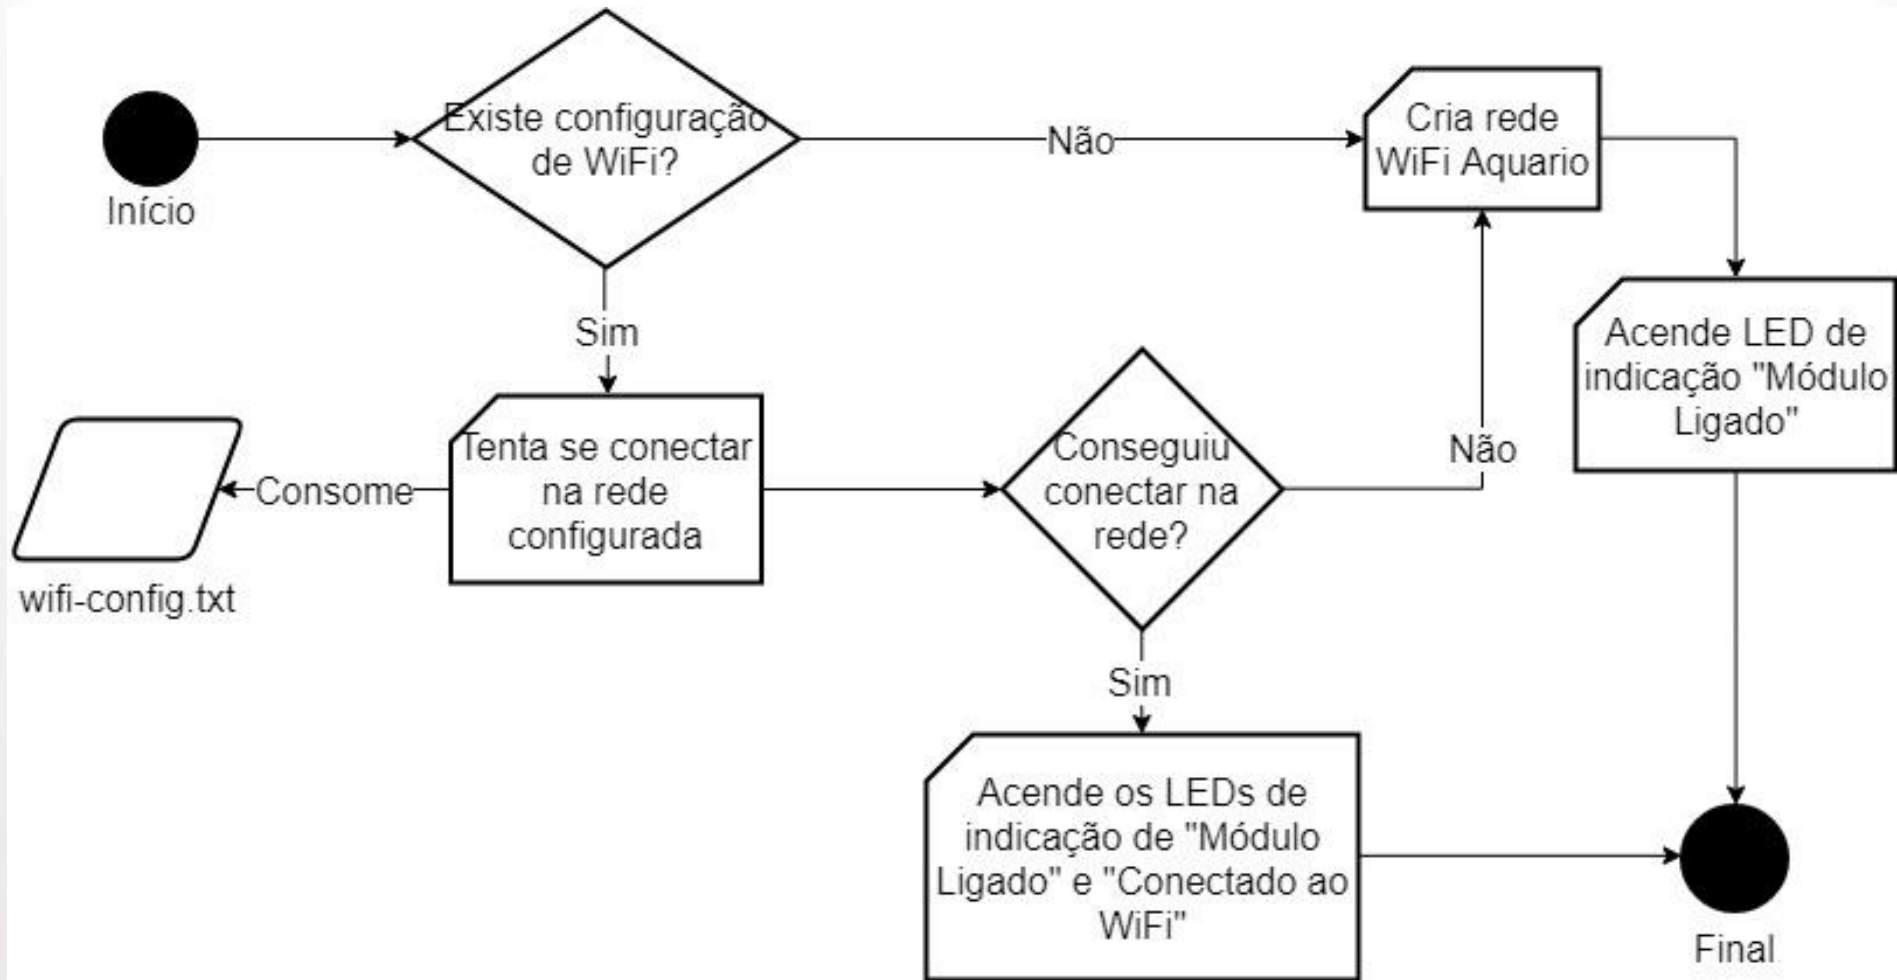 Existe configuração
de WiFi?
Início
Não
Cria rede
WiFi Aquario
Sim
Acende LED de
indicação "Módulo
Ligado"
Tenta se conectar
na rede
configurada
Consome
wifi-config.txt
Conseguiu
conectar na
rede?
Não
Sim
Acende os LEDs de
indicação de "Módulo
Ligado" e "Conectado ao
WiFi"
Final